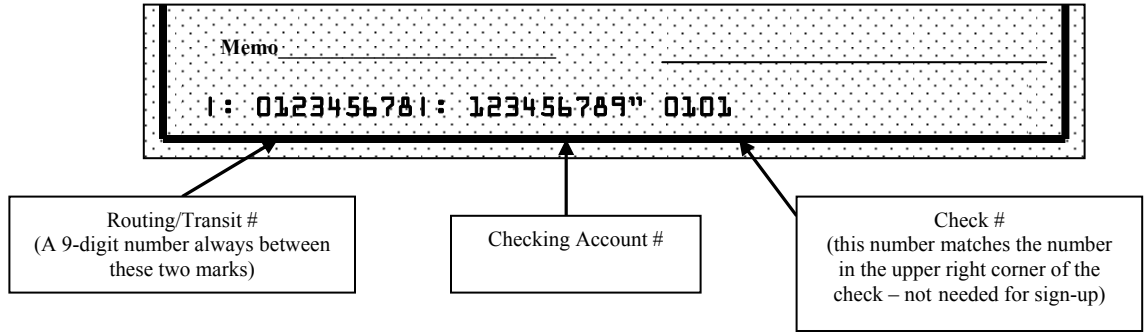 Memo
|: 012345678|: 123456789" 0101
Routing/Transit #
(A 9-digit number always between
these two marks)
Checking Account #
Check #
(this number matches the number
in the upper right corner of the
check – not needed for sign-up)